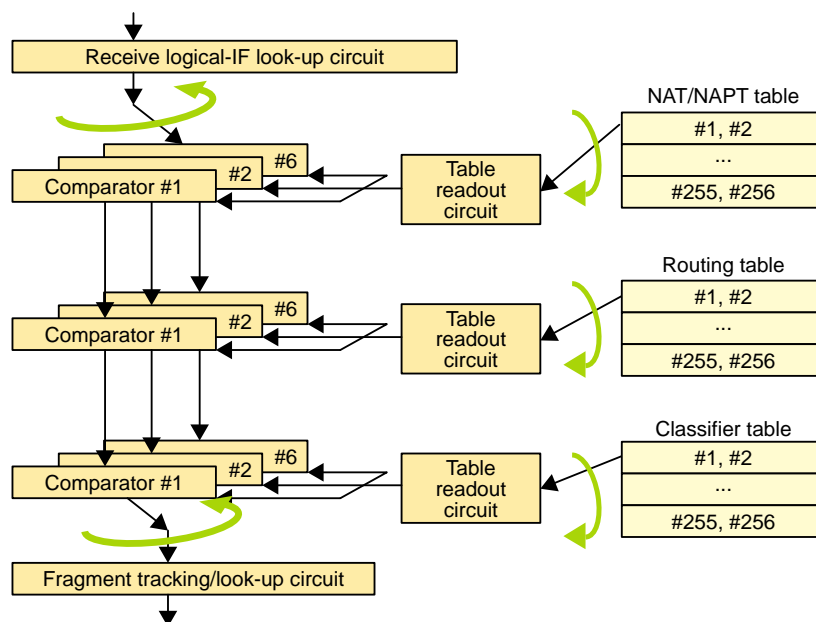 Receive logical-IF look-up circuit
NAT/NAPT table
#1, #2
...
#255, #256
#6
#2
Comparator #1
Table
readout
circuit
Routing table
#1, #2
...
#255, #256
#6
#2
Comparator #1
Table
readout
circuit
Classifier table
#1, #2
...
#255, #256
#6
#2
Comparator #1
Table
readout
circuit
Fragment tracking/look-up circuit